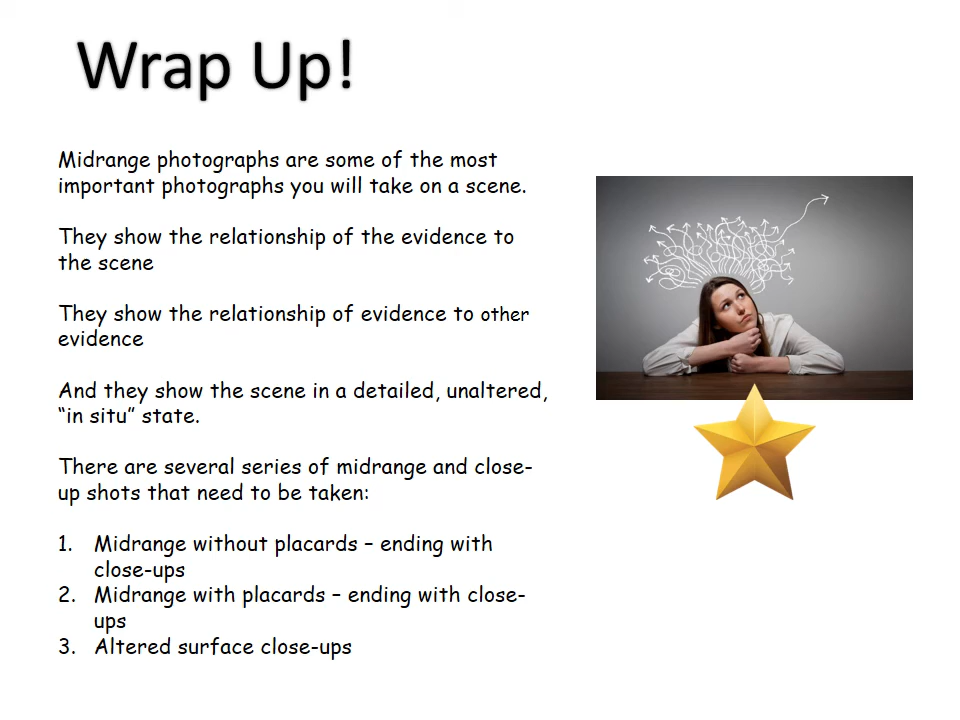 Wrap Up!
Midrange photographs are some of the most
important photographs you will take on a scene.
They show the relationship of the evidence to
the scene
They show the relationship of evidence to other
evidence
And they show the scene in a detailed, unaltered,
“in situ” state.
There are several series of midrange and close-
up shots that need to be taken:
1. Midrange without placards – ending with
close-ups
2. Midrange with placards – ending with close-
ups
3. Altered surface close-ups